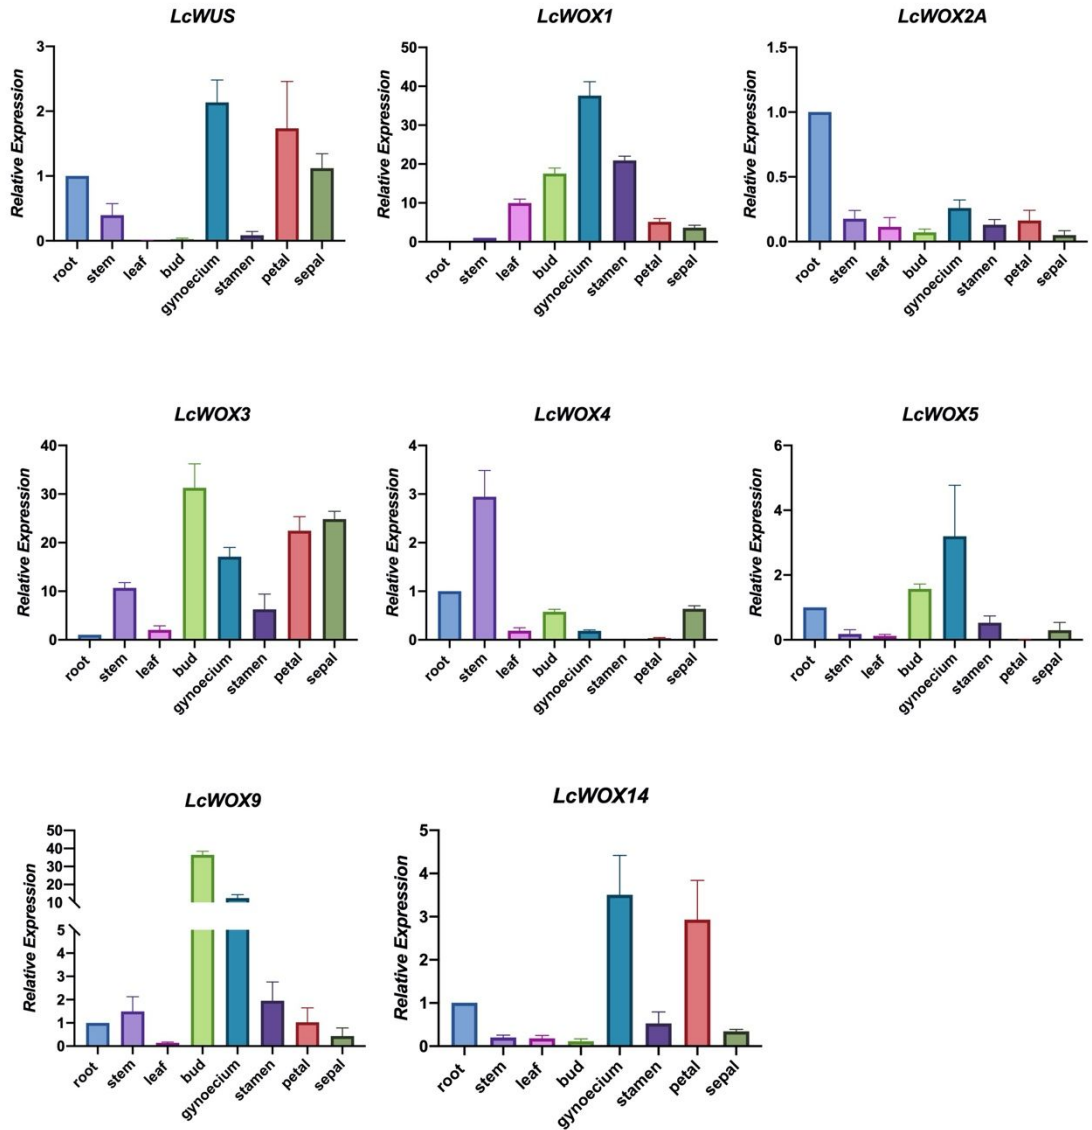 LcWUS
Relative Expression
3
2
1
0
root
stem
leaf
bud
gynoecium
stamen
petal
sepal
LcWOX1
Relative Expression
50
40
30
20
10
0
root
stem
leaf
bud
gynoecium
stamen
petal
sepal
LcWOX2A
Relative Expression
1.5
1.0
0.5
0.0
root
stem
leaf
bud
gynoecium
stamen
petal
sepal
LcWOX3
Relative Expression
40
30
20
10
0
root
stem
leaf
bud
gynoecium
stamen
petal
sepal
LcWOX4
Relative Expression
4
3
2
1
0
root
stem
leaf
bud
gynoecium
stamen
petal
sepal
LcWOX5
Relative Expression
6
4
2
0
root
stem
leaf
bud
gynoecium
stamen
petal
sepal
LcWOX9
Relative Expression
50
40
30
20
10
5
4
3
2
1
0
root
stem
leaf
bud
gynoecium
stamen
petal
sepal
LcWOX14
Relative Expression
5
4
3
2
1
0
root
stem
leaf
bud
gynoecium
stamen
petal
sepal